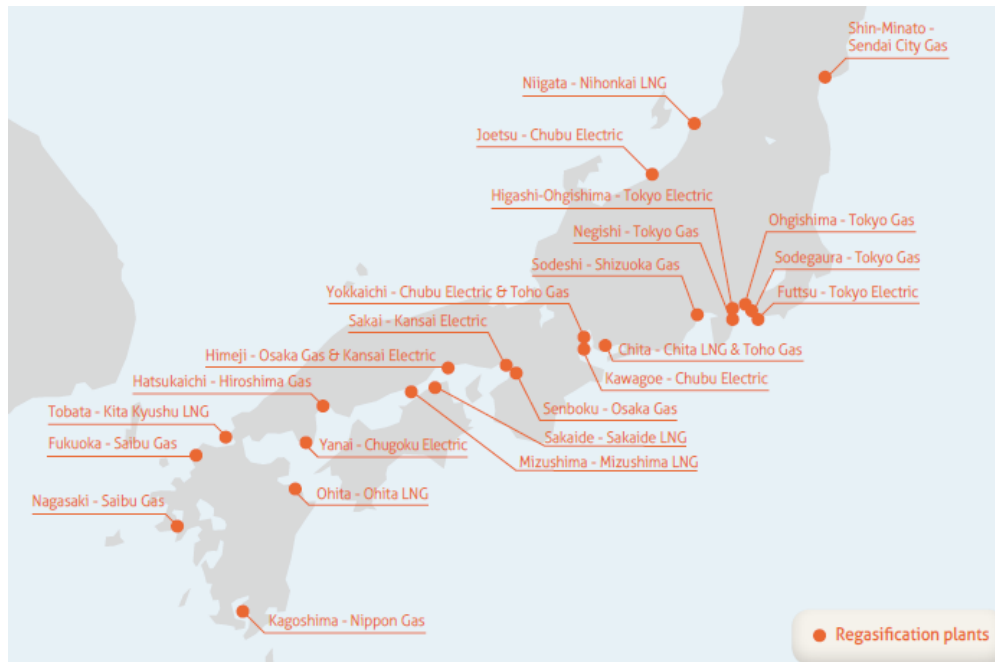 Shin-Minato -
Sendai City Gas
Niigata - Nihonkai LNG
Joetsu - Chubu Electric
Higashi-Ohgishima - Tokyo Electric
Ohgishima - Tokyo Gas
Negishi - Tokyo Gas
Sodegaura - Tokyo Gas
Sodeshi - Shizuoka Gas
Futtsu - Tokyo Electric
Yokkaichi - Chubu Electric & Toho Gas
Sakai - Kansai Electric
Chita - Chita LNG & Toho Gas
Himeji - Osaka Gas & Kansai Electric
Kawagoe - Chubu Electric
Hatsukaichi - Hiroshima Gas
Senboku - Osaka Gas
Tobata - Kita Kyushu LNG
Sakaide - Sakaide LNG
Fukuoka - Saibu Gas
Yanai - Chugoku Electric
Mizushima - Mizushima LNG
Ohita - Ohita LNG
Nagasaki - Saibu Gas
Kagoshima - Nippon Gas
Regasification plants